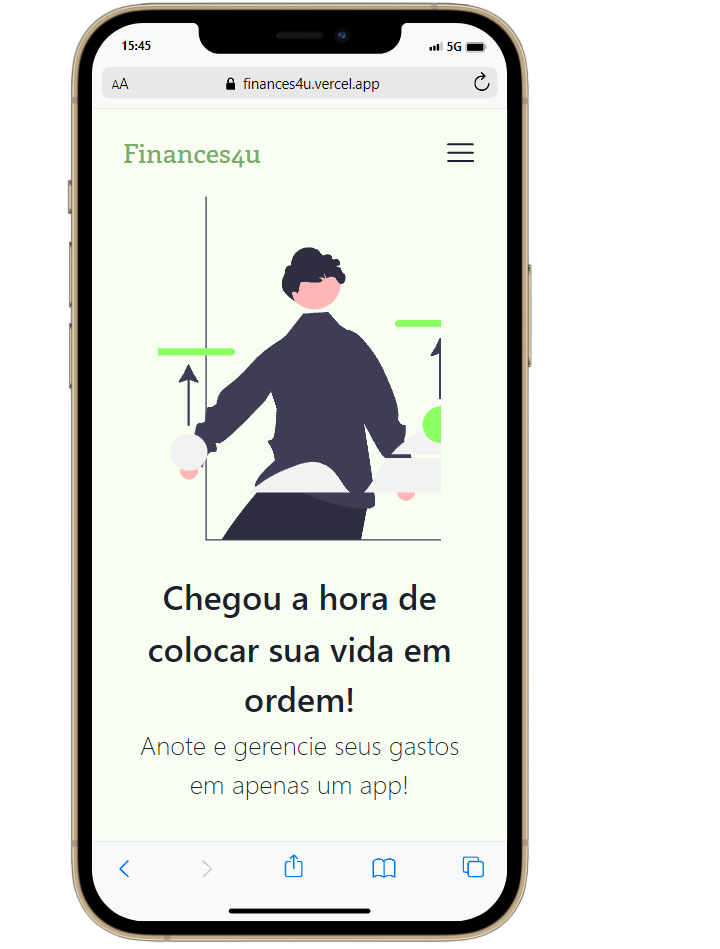 15:45
5G
AA
finances4u.vercel.app
Finances4u
Chegou a hora de
colocar sua vida em
ordem!
Anote e gerencie seus gastos
em apenas um app!